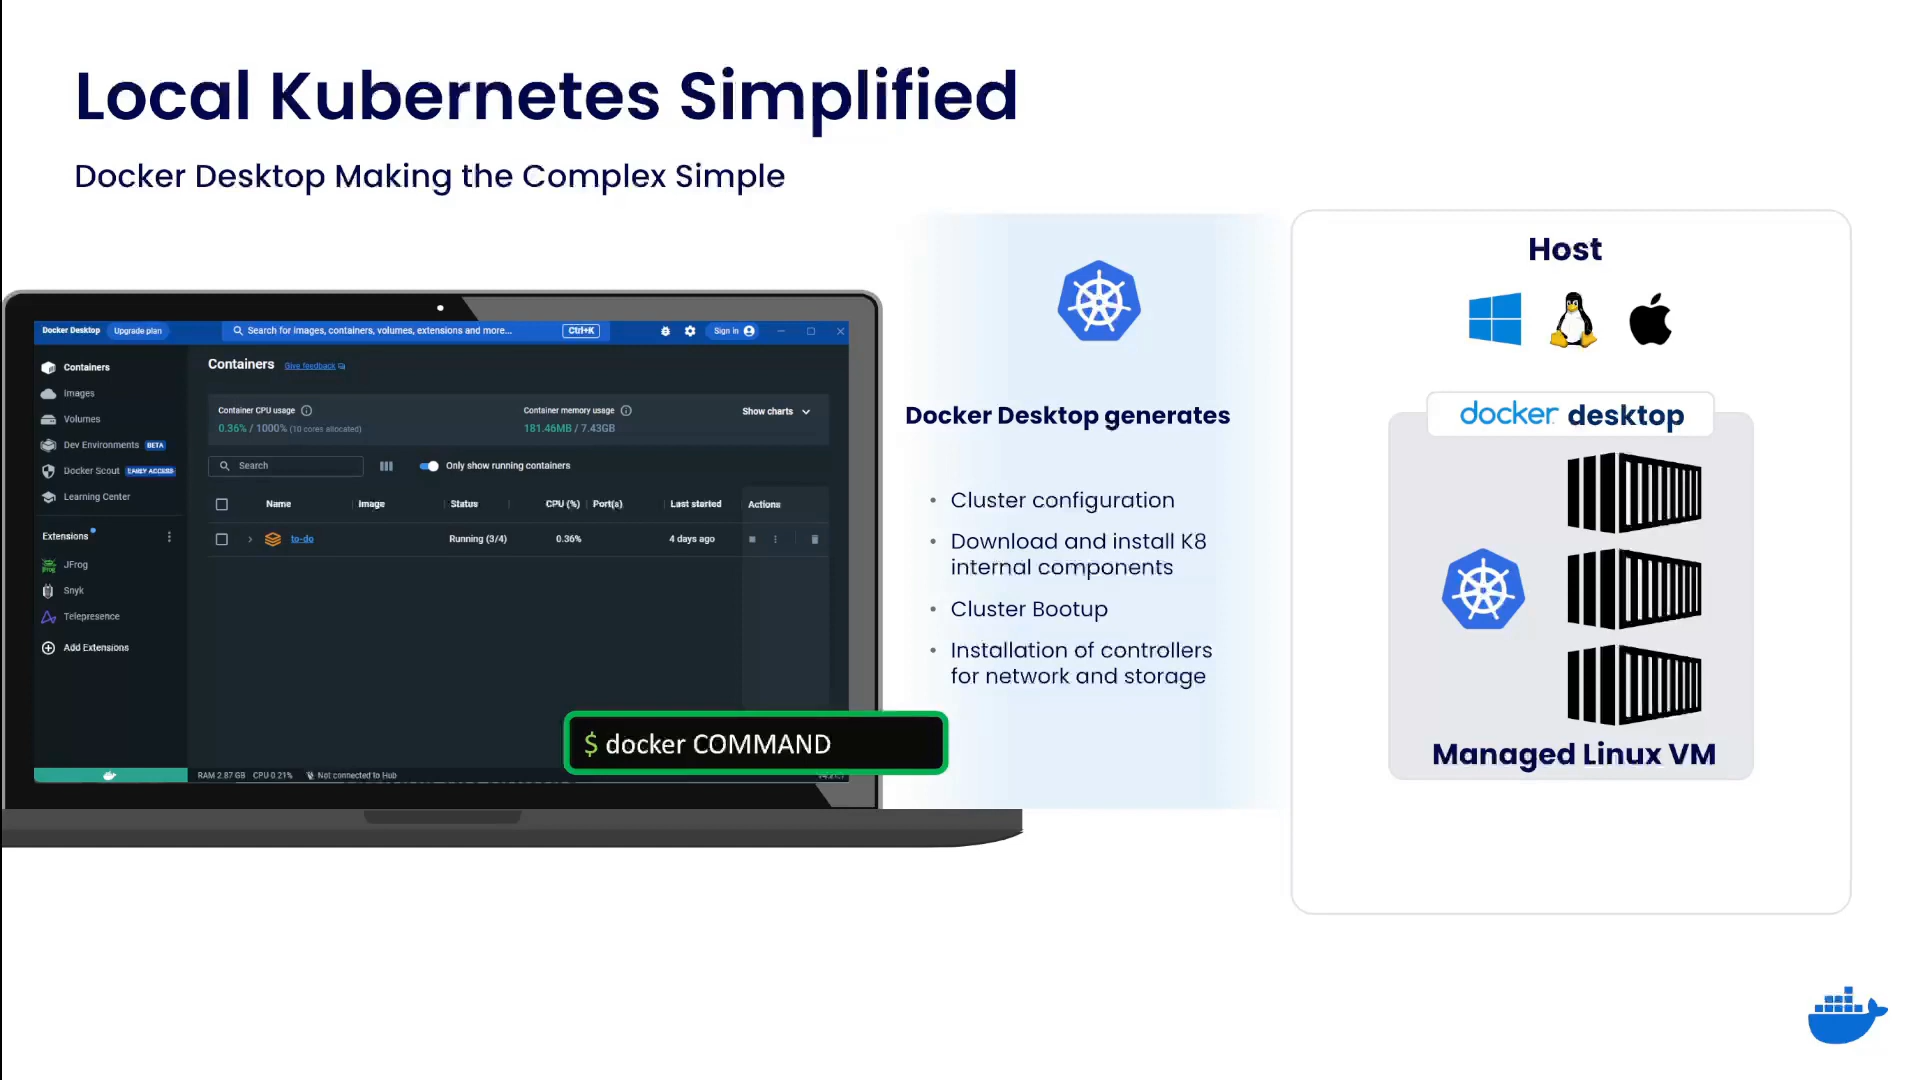 Local Kubernetes Simplified
Docker Desktop Making the Complex Simple
Docker Desktop Upgrade plan Search for images, containers, volumes, extensions and more... Ctrl+K Sign in
Containers
Images
Volumes
Dev Environments BETA
Docker Scout EARLY ACCESS
Learning Center
Extensions
JFrog
Snyk
Telepresence
Add Extensions
Containers Give feedback
Container CPU usage
0.36% / 1000% (10 cores allocated)
Container memory usage
181.46MB / 7.43GB
Show charts
Search Only show running containers
Name Image Status CPU (%) Port(s) Last started Actions
to-do Running (3/4) 0.36% 4 days ago
RAM 2.87 GB CPU 0.21% Not connected to Hub
$ docker COMMAND
Docker Desktop generates
• Cluster configuration
• Download and install K8
internal components
• Cluster Bootup
• Installation of controllers
for network and storage
Host
docker desktop
Managed Linux VM